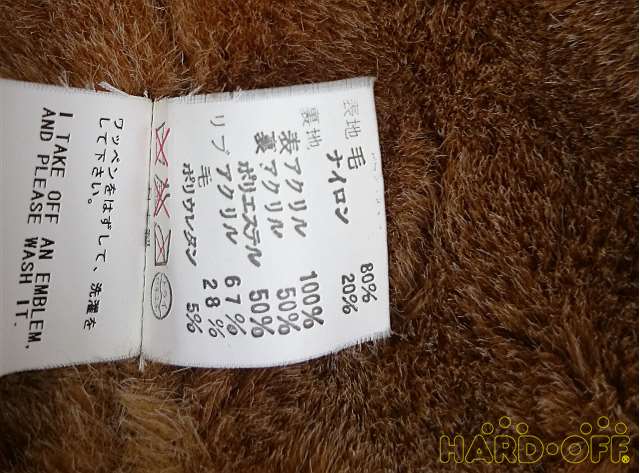 表地 毛 80%
ナイロン 20%
裏地
表 アクリル 100%
裏 アクリル 50%
ポリエステル 50%
リブ アクリル 67%
毛 28%
ポリウレタン 5%
ワッペンをはずして、洗濯を
して下さい。
I TAKE OFF AN EMBLEM,
AND PLEASE WASH IT.
HARD・OFF